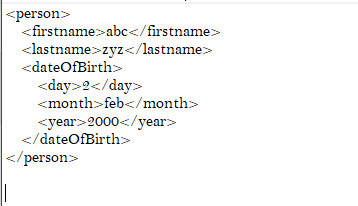 <person>
<firstname>abc</firstname>
<lastname>zyz</lastname>
<dateOfBirth>
<day>2</day>
<month>feb</month>
<year>2000</year>
</dateOfBirth>
</person>